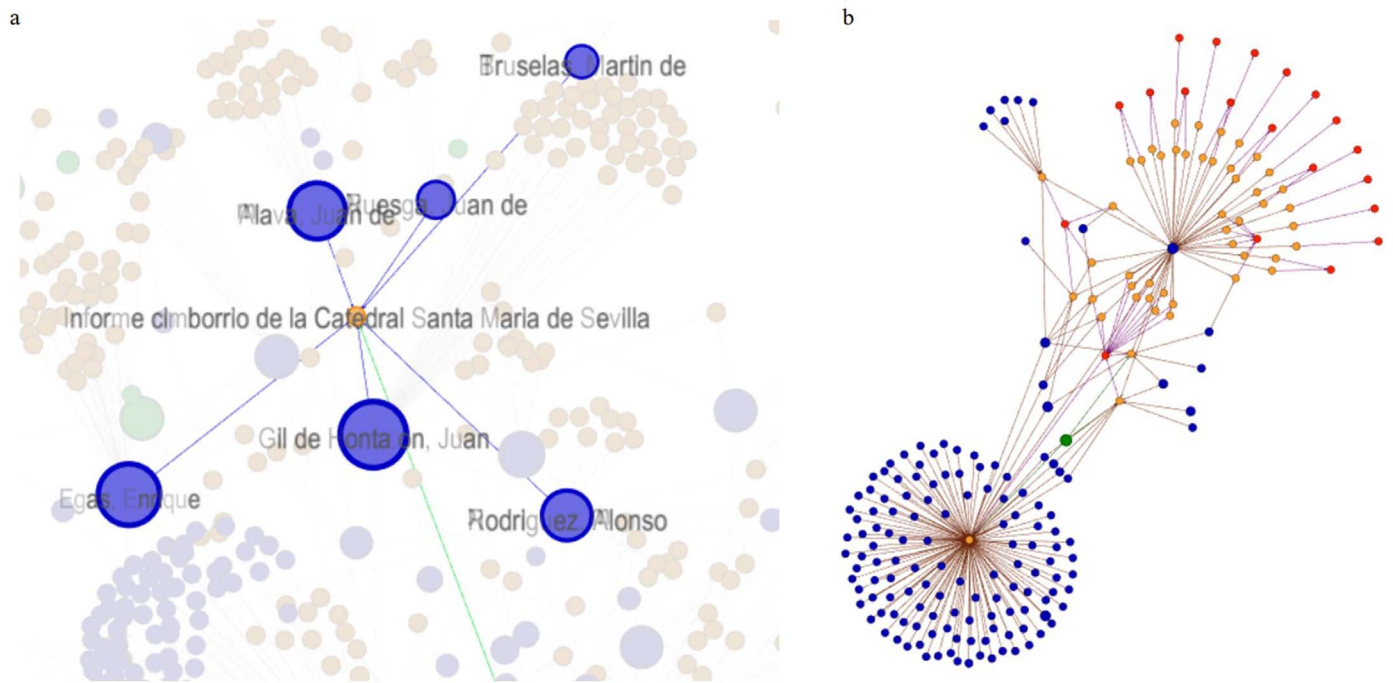 a
b
Bruselas, Martin de
Alava, Juan de
Ruesga, Juan de
Informe cimborrio de la Catedral Santa Maria de Sevilla
Gil de Hontañon, Juan
Egas, Enrique
Rodriguez, Alonso